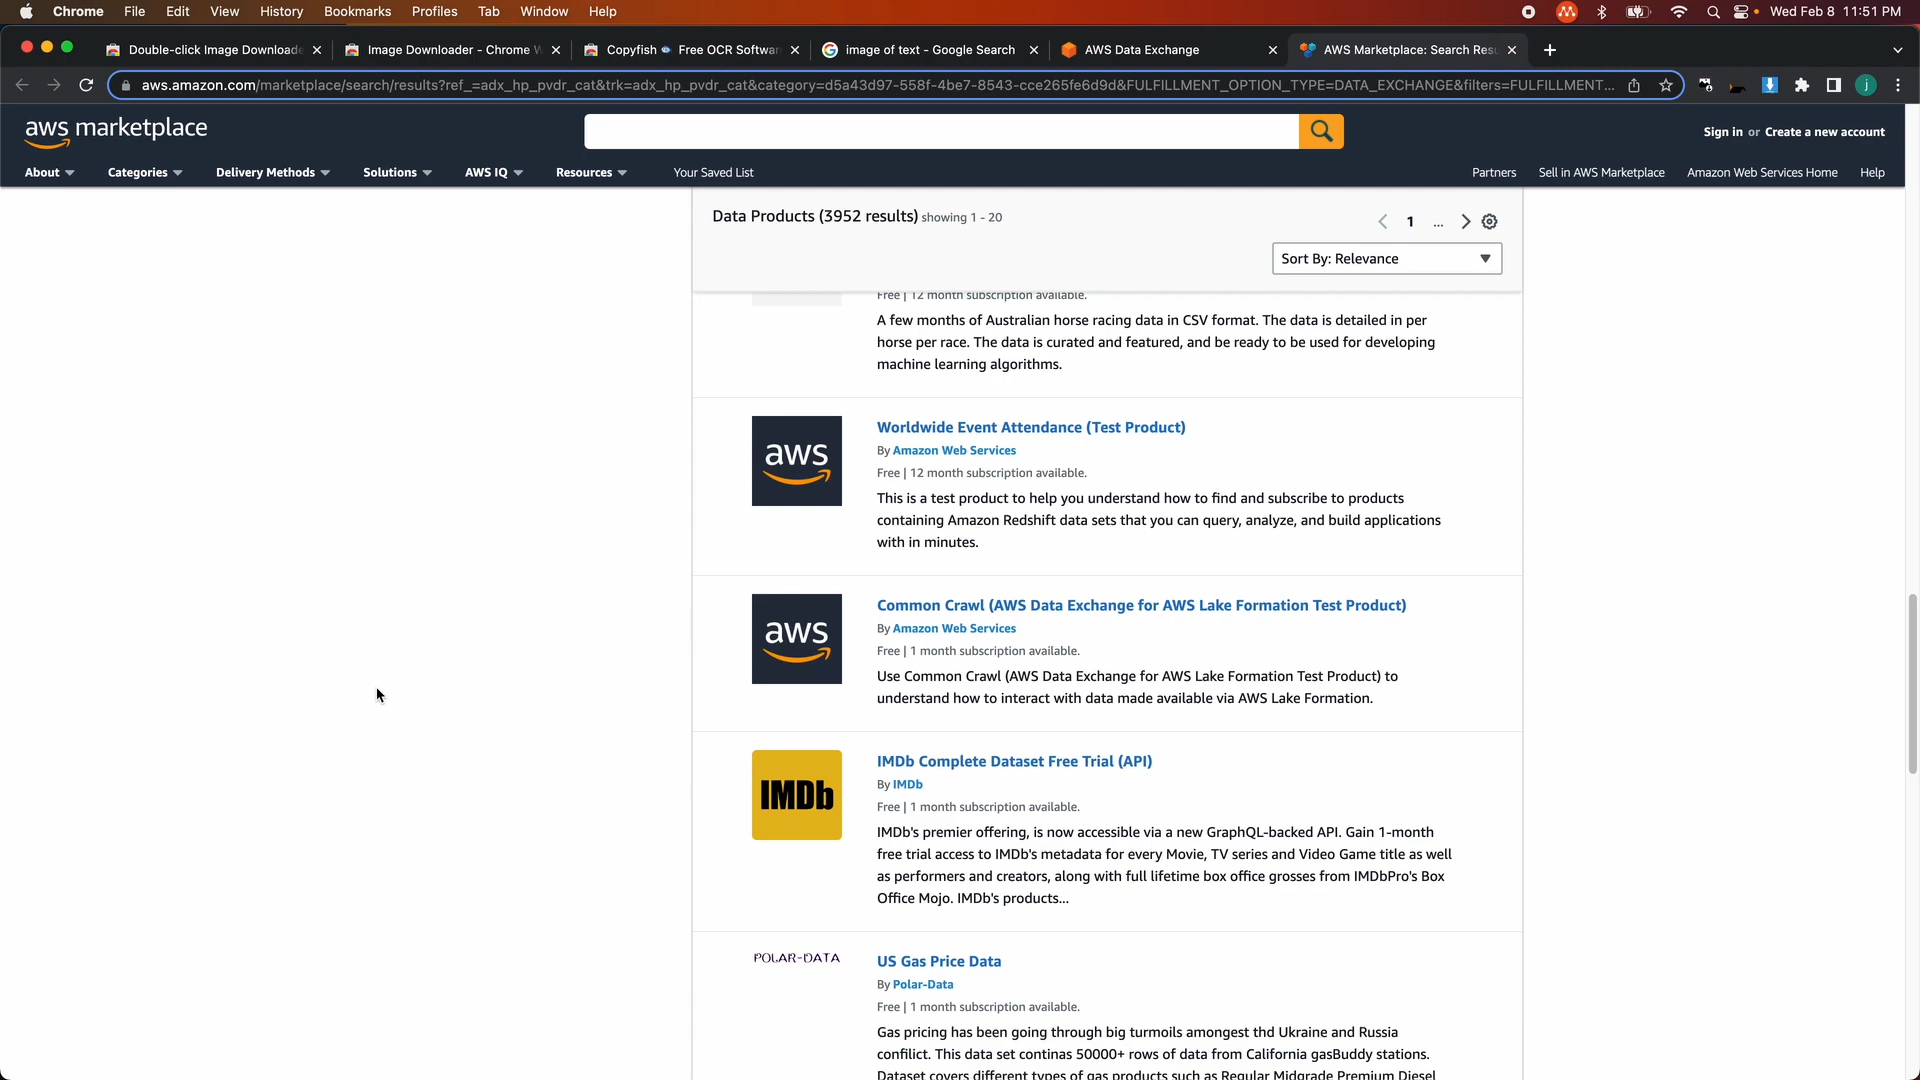 Chrome File Edit View History Bookmarks Profiles Tab Window Help Wed Feb 8 11:51 PM
Double-click Image Downloade Image Downloader - Chrome W Copyfish Free OCR Softwar image of text - Google Search AWS Data Exchange AWS Marketplace: Search Resu
aws.amazon.com/marketplace/search/results?ref_=adx_hp_pvdr_cat&trk=adx_hp_pvdr_cat&category=d5a43d97-558f-4be7-8543-cce265fe6d9d&FULFILLMENT_OPTION_TYPE=DATA_EXCHANGE&filters=FULFILLMENT... j
aws marketplace Sign in or Create a new account
About Categories Delivery Methods Solutions AWS IQ Resources Your Saved List Partners Sell in AWS Marketplace Amazon Web Services Home Help
Data Products (3952 results) showing 1 - 20
1 ...
Sort By: Relevance
Free | 12 month subscription available.
A few months of Australian horse racing data in CSV format. The data is detailed in per
horse per race. The data is curated and featured, and be ready to be used for developing
machine learning algorithms.
aws
Worldwide Event Attendance (Test Product)
By Amazon Web Services
Free | 12 month subscription available.
This is a test product to help you understand how to find and subscribe to products
containing Amazon Redshift data sets that you can query, analyze, and build applications
with in minutes.
aws
Common Crawl (AWS Data Exchange for AWS Lake Formation Test Product)
By Amazon Web Services
Free | 1 month subscription available.
Use Common Crawl (AWS Data Exchange for AWS Lake Formation Test Product) to
understand how to interact with data made available via AWS Lake Formation.
IMDb
IMDb Complete Dataset Free Trial (API)
By IMDb
Free | 1 month subscription available.
IMDb's premier offering, is now accessible via a new GraphQL-backed API. Gain 1-month
free trial access to IMDb's metadata for every Movie, TV series and Video Game title as well
as performers and creators, along with full lifetime box office grosses from IMDbPro's Box
Office Mojo. IMDb's products...
POLAR-DATA
US Gas Price Data
By Polar-Data
Free | 1 month subscription available.
Gas pricing has been going through big turmoils amongest thd Ukraine and Russia
confilict. This data set continas 50000+ rows of data from California gasBuddy stations.
Dataset covers different types of gas products such as Regular Midgrade Premium Diesel